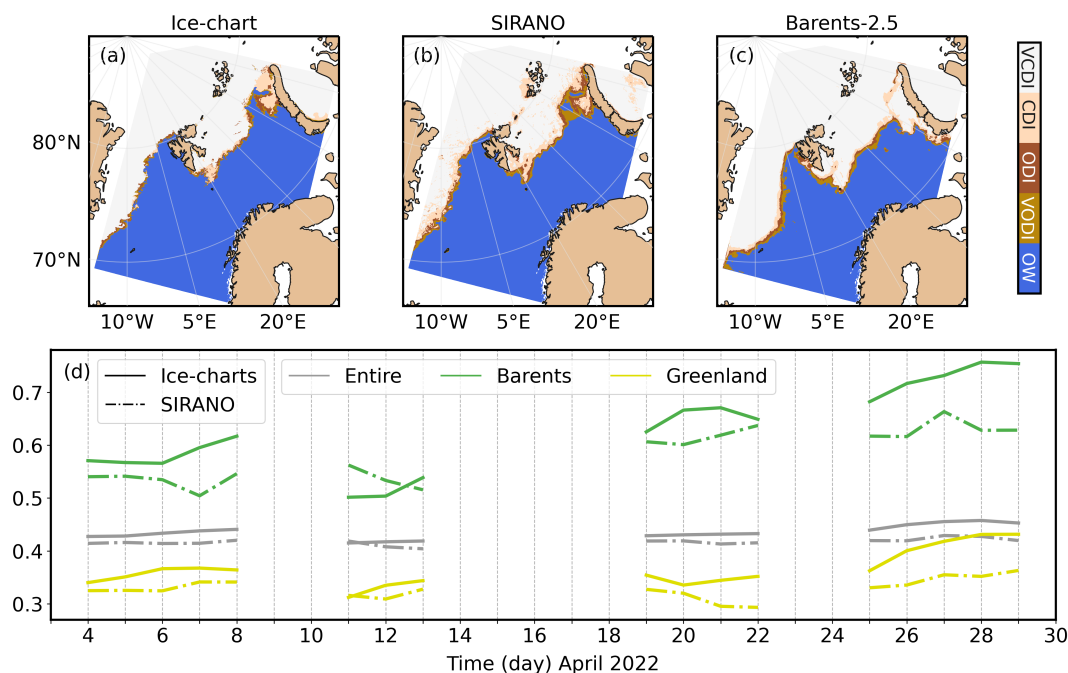 Ice-chart SIRANO Barents-2.5
(a) (b) (c)
VCDI
CDI
ODI
VODI
OW
80°N
70°N
10°W 5°E 20°E 10°W 5°E 20°E 10°W 5°E 20°E
(d) Ice-charts Entire Barents Greenland
SIRANO
0.7
0.6
0.5
0.4
0.3
4 6 8 10 12 14 16 18 20 22 24 26 28 30
Time (day) April 2022